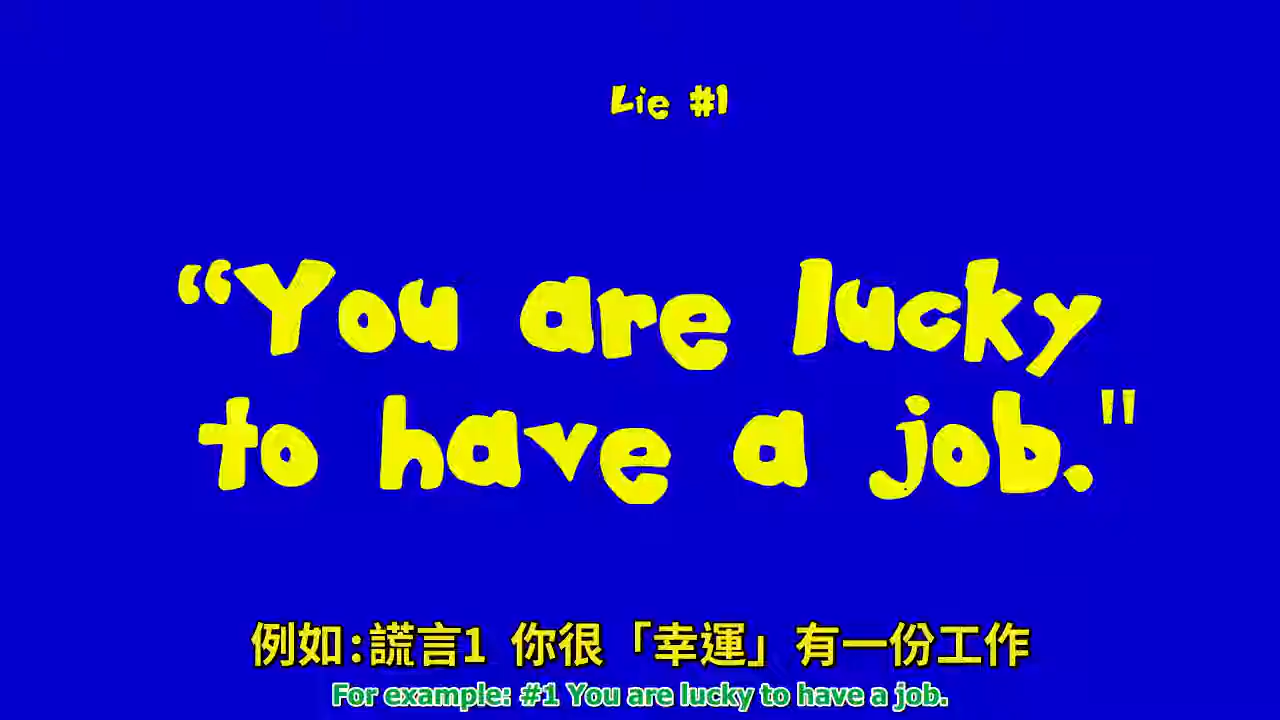 Lie #1
“You are lucky
to have a job."
例如:謊言1 你很「幸運」有一份工作
For example: #1 You are lucky to have a job.